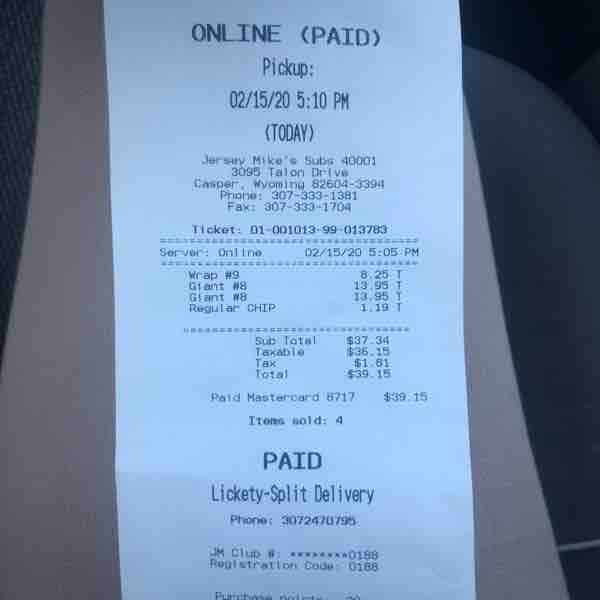 ONLINE (PAID)
Pickup:
02/15/20 5:10 PM
(TODAY)
Jersey Mike's Subs 40001
3095 Talon Drive
Casper, Wyoming 82604-3394
Phone: 307-333-1381
Fax: 307-333-1704
Ticket: 01-001013-99-013783
Server: Online 02/15/20 5:05 PM
Wrap #9 8.25 T
Giant #8 13.95 T
Giant #8 13.95 T
Regular CHIP 1.19 T
Sub Total $37.34
Taxable $36.15
Tax $1.81
Total $39.15
Paid Mastercard 8717 $39.15
Items sold: 4
PAID
Lickety-Split Delivery
Phone: 3072470795
JM Club #: ********0188
Registration Code: 0188
Purchase points: